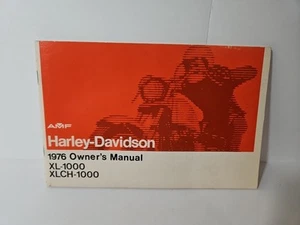 AMF
Harley-Davidson
1976 Owner's Manual
XL-1000
XLCH-1000